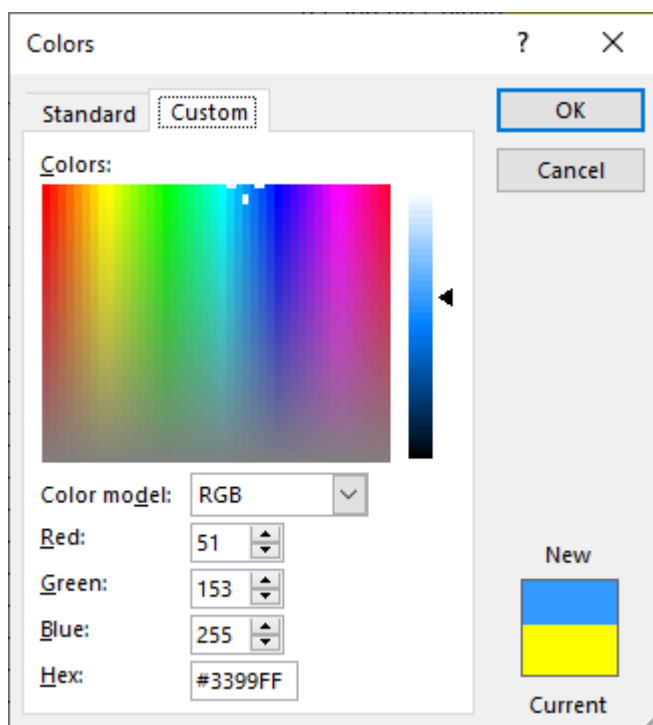 Colors ?
Standard Custom OK
Colors: Cancel
Color model: RGB
Red: 51
Green: 153
Blue: 255
Hex: #3399FF
New
Current